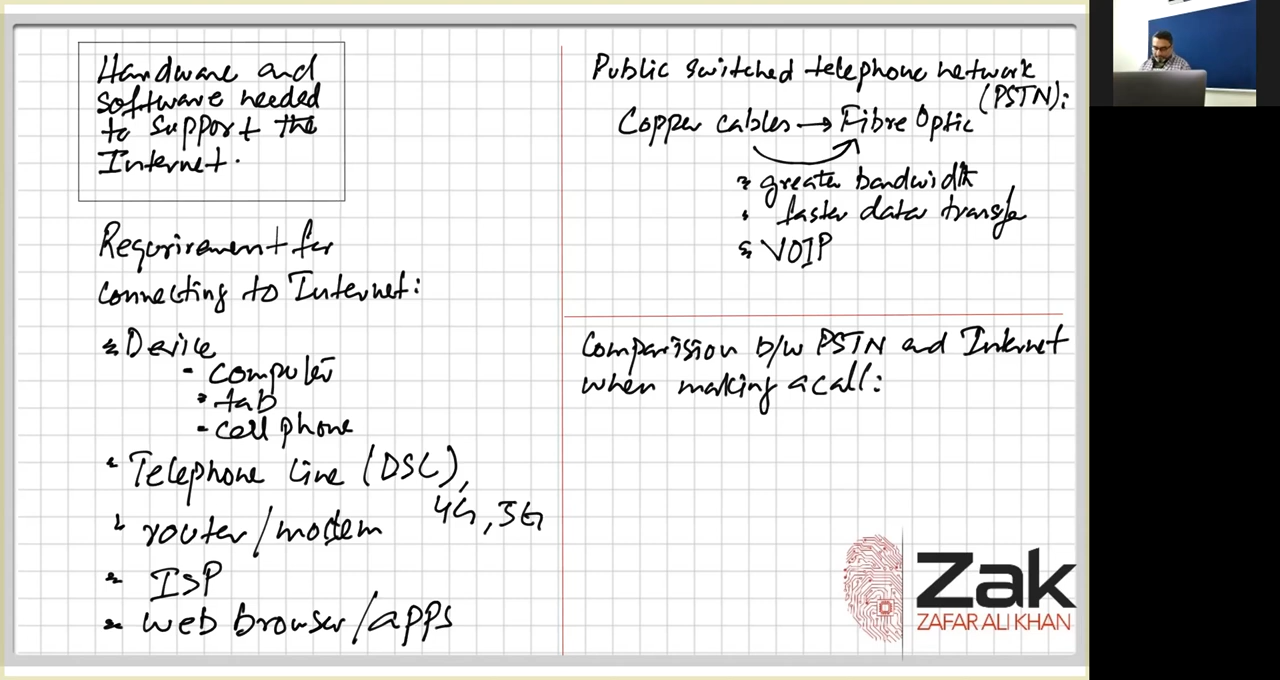 Hardware and
software needed
to support the
Internet.
Requirement for
connecting to Internet:
Device
computer
tab
cell phone
Telephone line (DSL),
4G, 5G
router/modem
ISP
web browser/apps
Public switched telephone network
(PSTN):
Copper cables → Fibre Optic
greater bandwidth
faster data transfer
VOIP
Comparision b/w PSTN and Internet
when making a call:
Zak
ZAFAR ALI KHAN